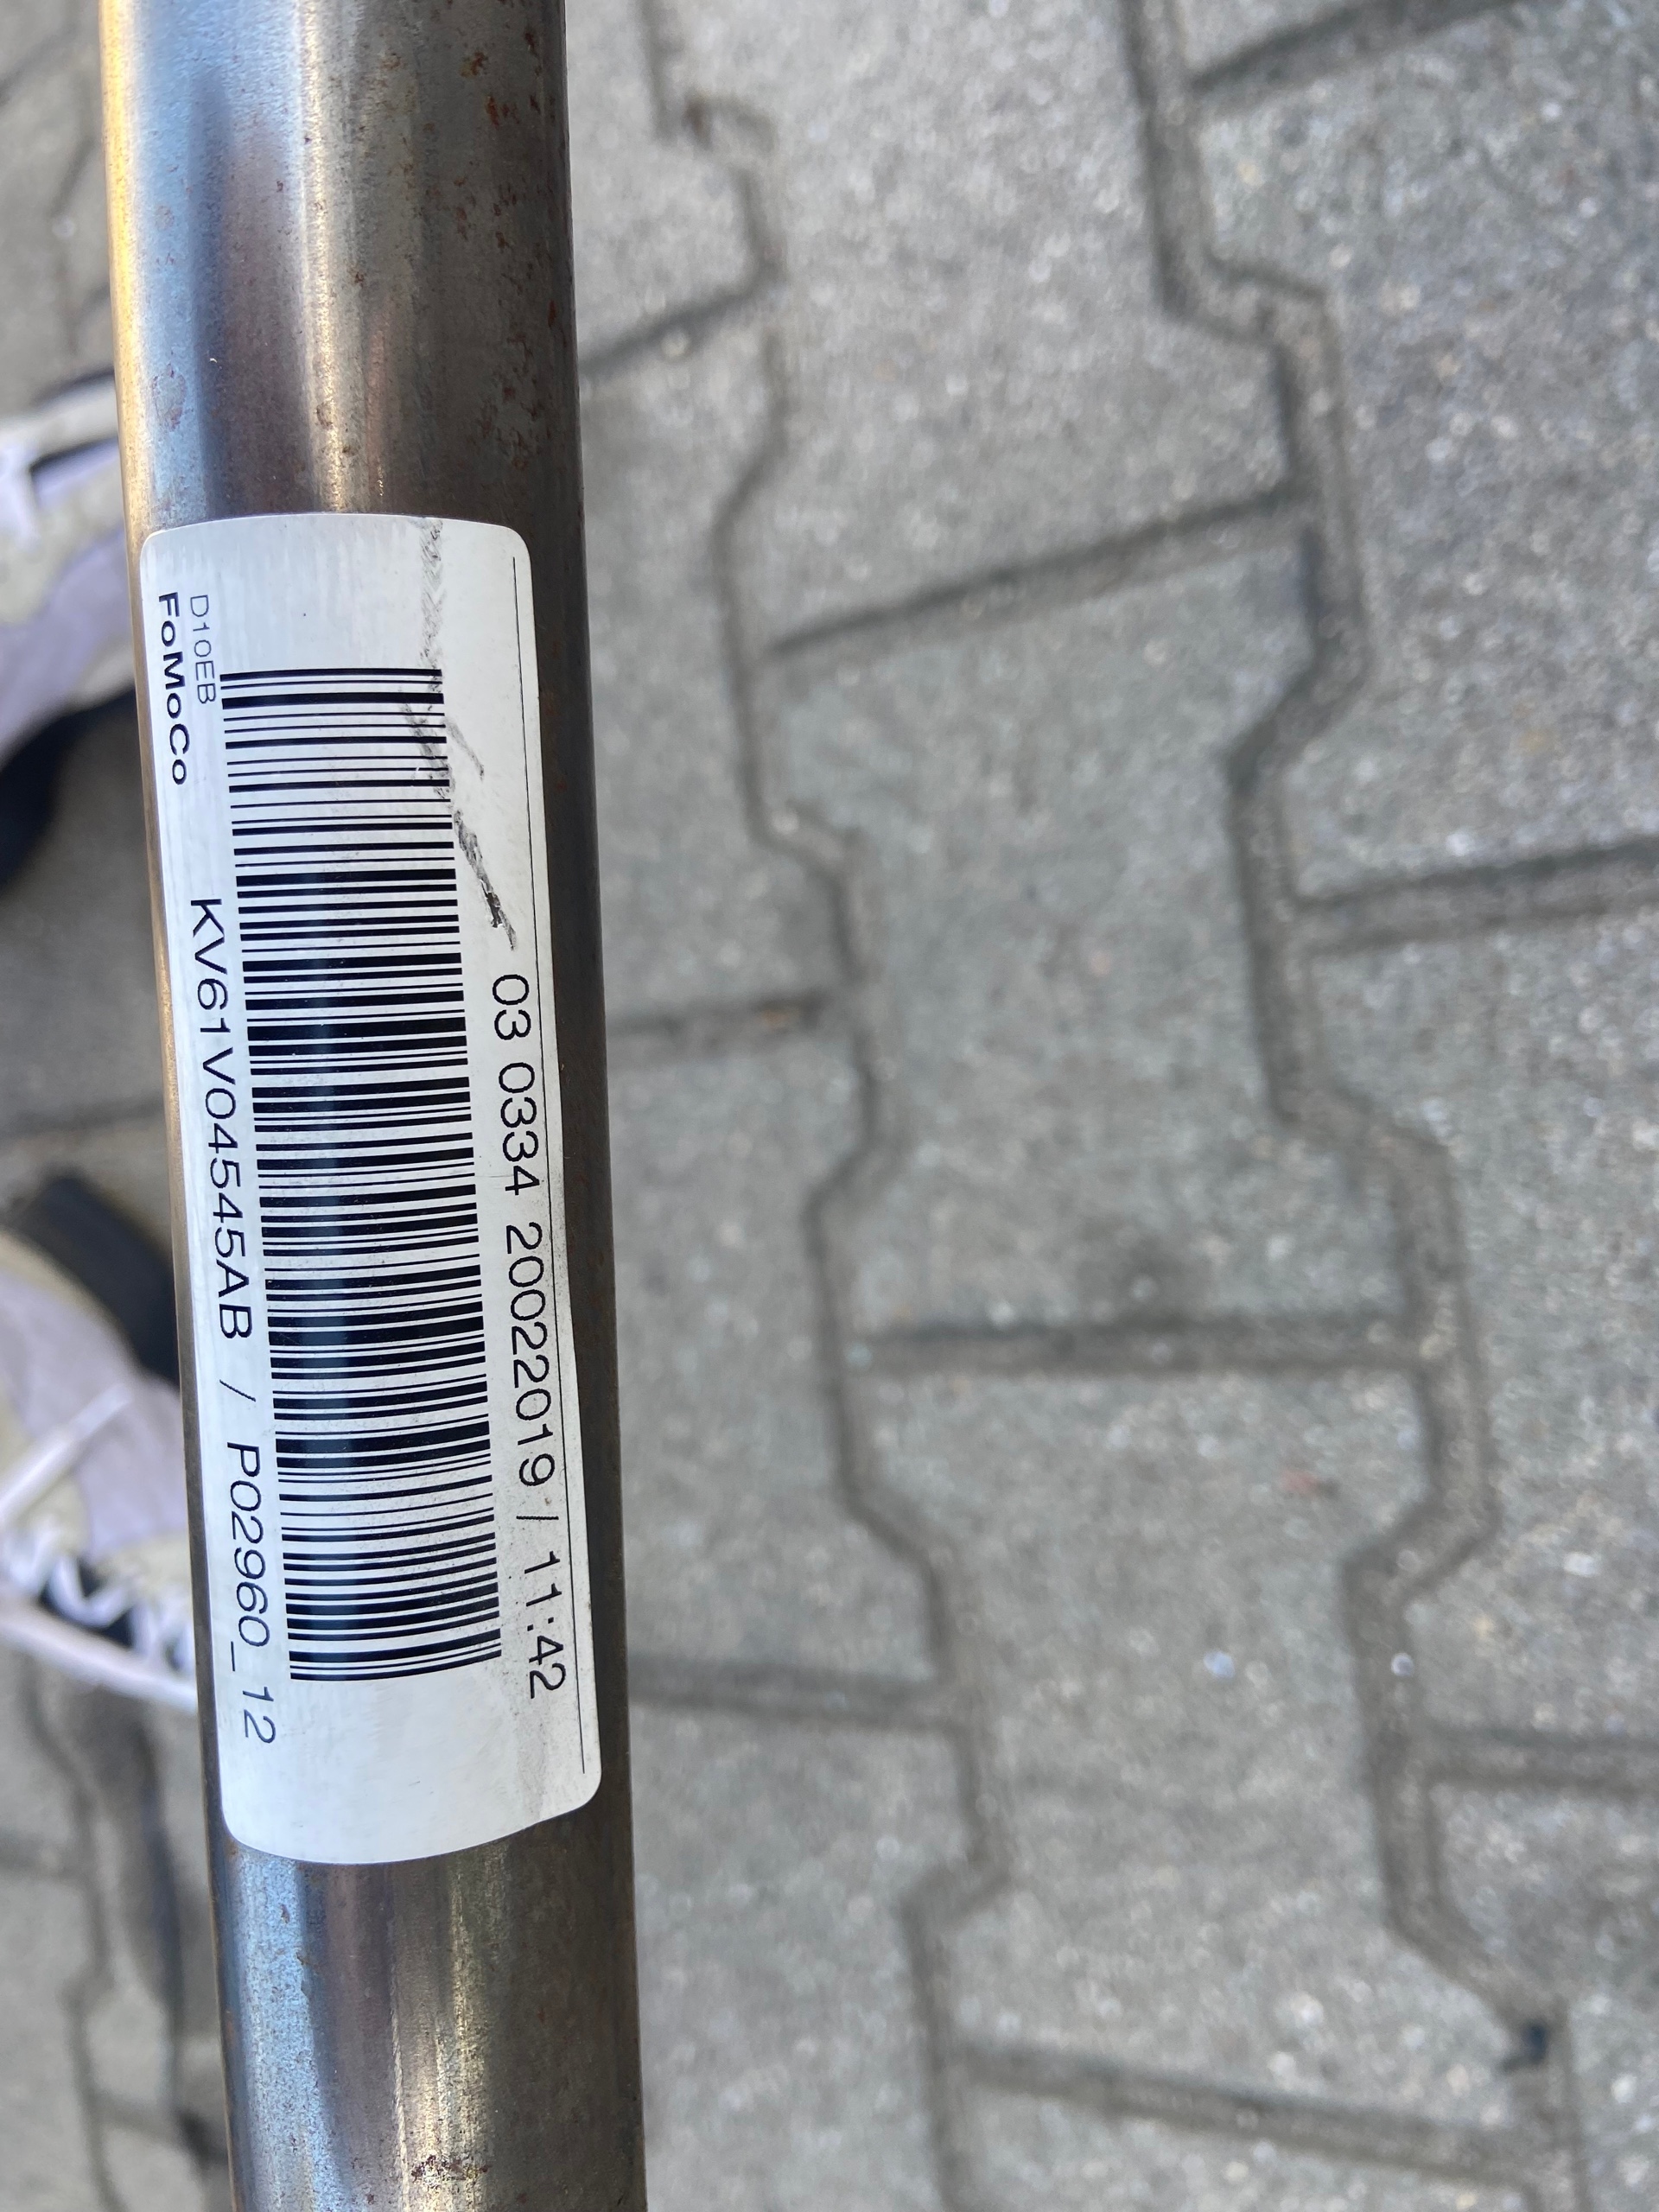 03 0334 20022019 / 11:42
KV61V04545AB / P02960_12
D10EB
FoMoCo